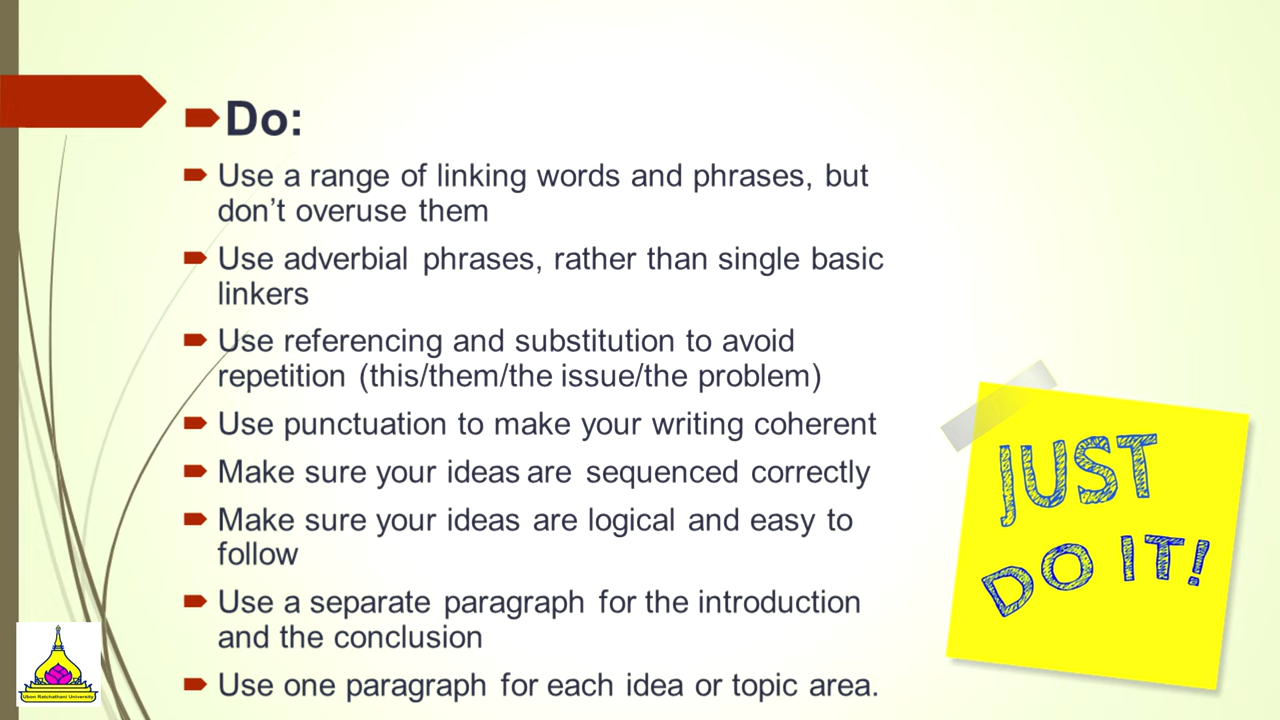 Do:
Use a range of linking words and phrases, but
don't overuse them
Use adverbial phrases, rather than single basic
linkers
Use referencing and substitution to avoid
repetition (this/them/the issue/the problem)
Use punctuation to make your writing coherent
Make sure your ideas are sequenced correctly
Make sure your ideas are logical and easy to
follow
Use a separate paragraph for the introduction
and the conclusion
Use one paragraph for each idea or topic area.
JUST
DO IT!
Ubon Ratchathani University